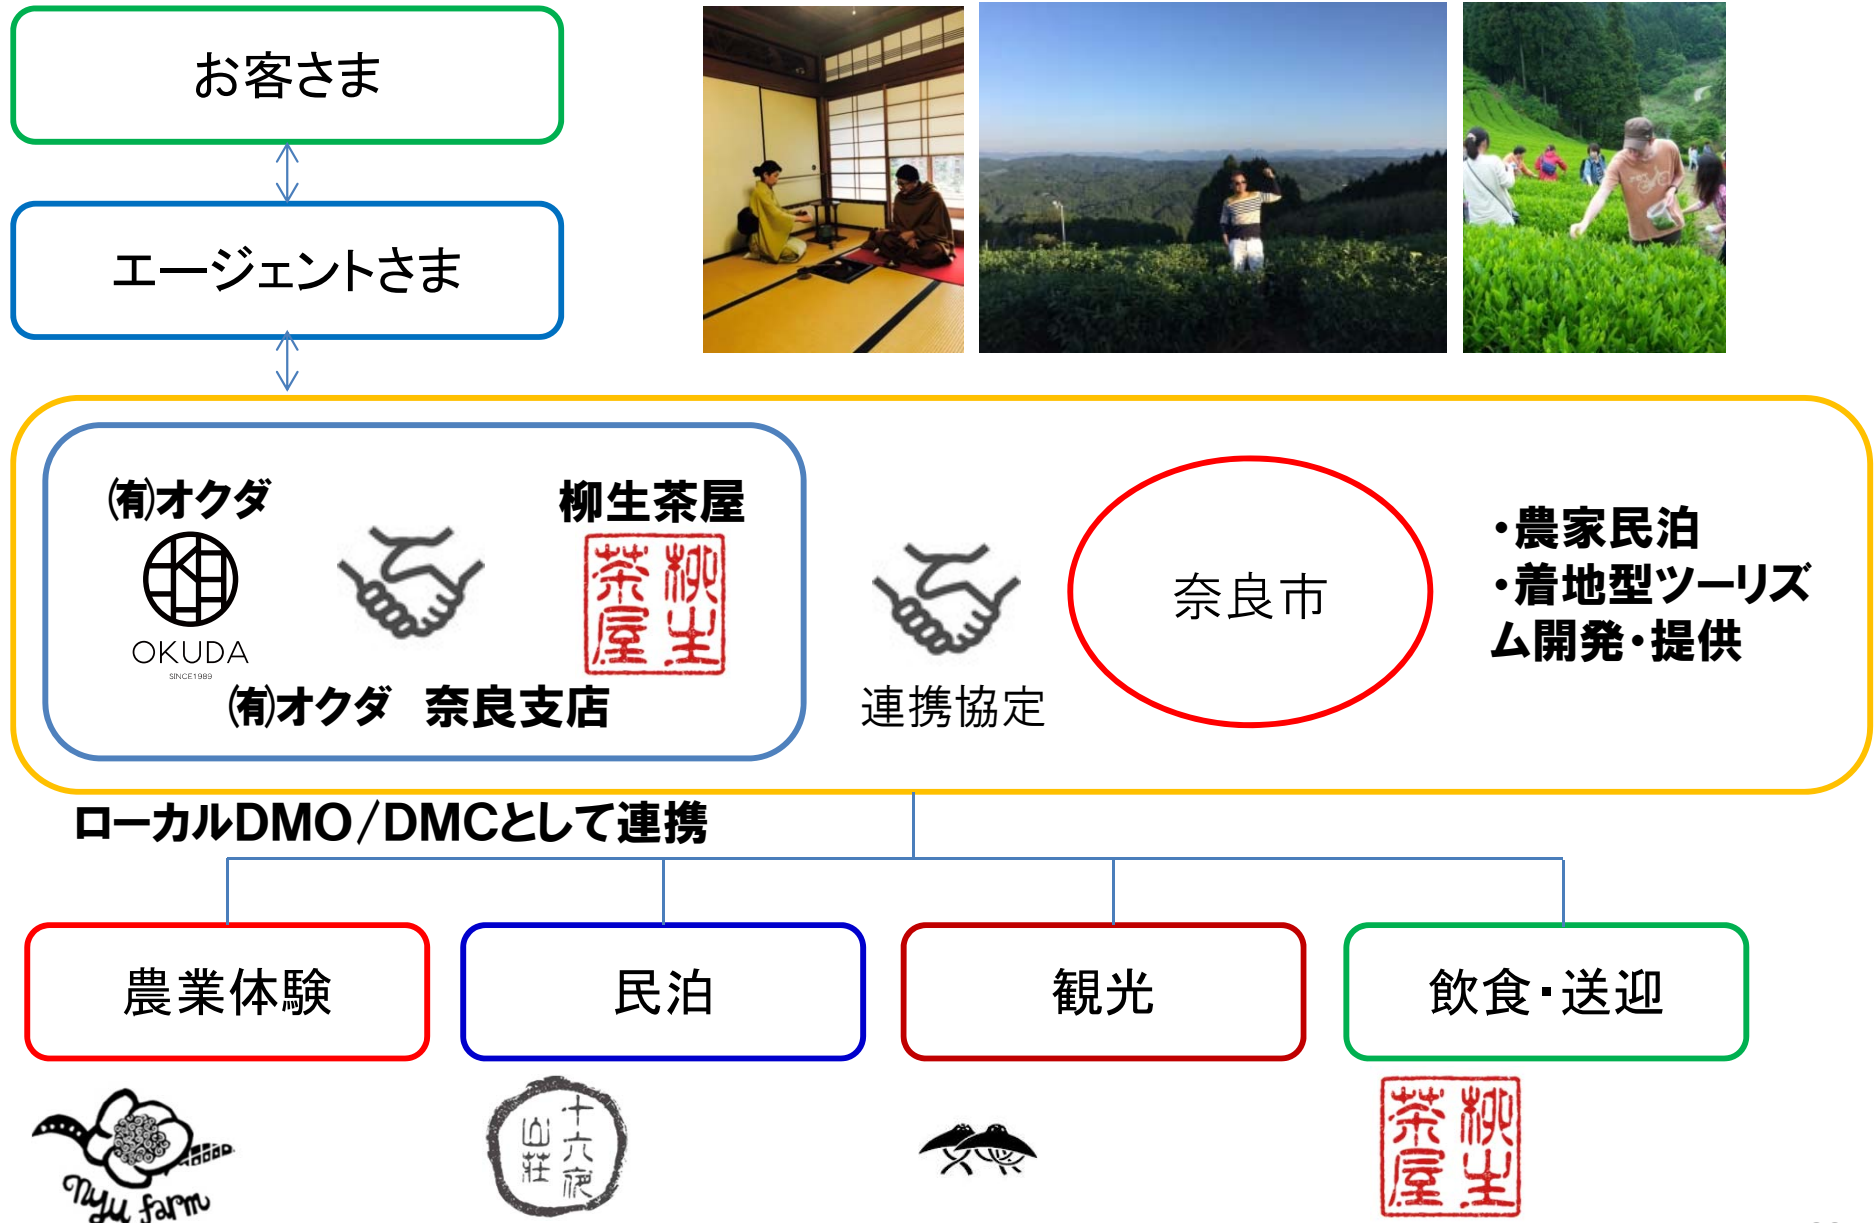 お客さま
エージェントさま
㈲オクダ
柳生茶屋
OKUDA
SINCE1989
柳生
茶屋
㈲オクダ　奈良支店
連携協定
奈良市
・農家民泊
・着地型ツーリズ
ム開発・提供
ローカルDMO/DMCとして連携
農業体験
民泊
観光
飲食・送迎
nyu farm
十六夜
山荘
柳生
茶屋